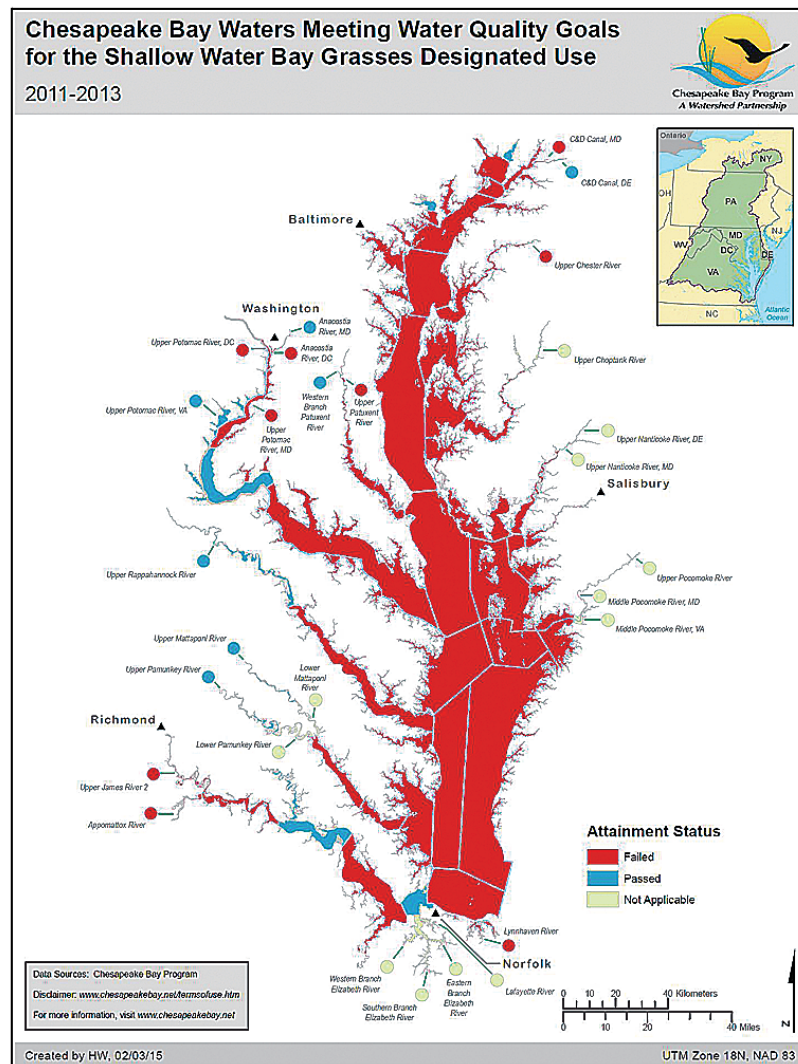 Chesapeake Bay Waters Meeting Water Quality Goals
for the Shallow Water Bay Grasses Designated Use
2011-2013
Chesapeake Bay Program
A Watershed Partnership
C&D Canal, MD
C&D Canal, DE
Ontario
NY
OH
PA
NJ
MD
WV
DC
DE
VA
NC
Atlantic
Ocean
Baltimore
Upper Chester River
Washington
Anacostia
River, MD
Upper Potomac River, DC
Anacostia
River, DC
Upper Choptank River
Western
Branch
Patuxent
River
Upper
Patuxent
River
Upper Potomac River, VA
Upper
Potomac
River, MD
Upper Nanticoke River, DE
Upper Nanticoke River, MD
Salisbury
Upper Rappahannock River
Upper Pocomoke River
Middle Pocomoke River, MD
Middle Pocomoke River, VA
Upper Mattaponi River
Upper Pamunkey River
Lower
Mattaponi
River
Lower Pamunkey River
Richmond
Upper James River 2
Appomattox River
Attainment Status
Failed
Passed
Not Applicable
Lynnhaven River
Norfolk
Lafayette River
Western Branch
Elizabeth River
Southern Branch
Elizabeth River
Eastern
Branch
Elizabeth
River
Data Sources: Chesapeake Bay Program
Disclaimer: www.chesapeakebay.net/termsofuse.htm
For more information, visit www.chesapeakebay.net
0 10 20 40 Kilometers
0 10 20 40 Miles
N
Created by HW, 02/03/15
UTM Zone 18N, NAD 83